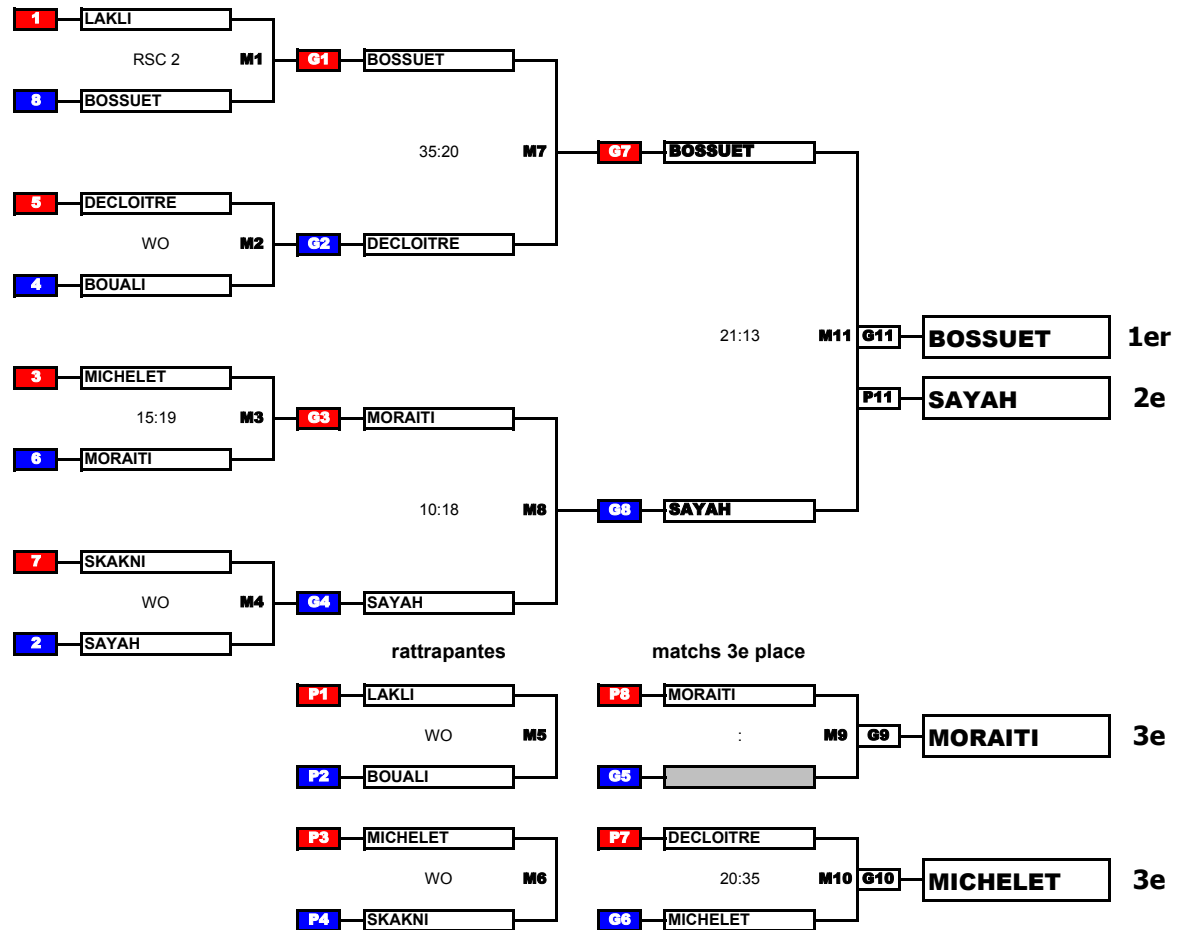 1 LAKLI
RSC 2 M1 G1 BOSSUET
8 BOSSUET
35:20 M7 G7 BOSSUET
5 DECLOITRE
WO M2 G2 DECLOITRE
4 BOUALI
21:13 M11 G11 BOSSUET 1er
3 MICHELET
P11 SAYAH 2e
15:19 M3 G3 MORAITI
6 MORAITI
10:18 M8 G8 SAYAH
7 SKAKNI
WO M4 G4 SAYAH
2 SAYAH
rattrapantes matchs 3e place
P1 LAKLI P8 MORAITI
WO M5 : M9 G9 MORAITI 3e
P2 BOUALI G5
P3 MICHELET P7 DECLOITRE
WO M6 20:35 M10 G10 MICHELET 3e
P4 SKAKNI G6 MICHELET